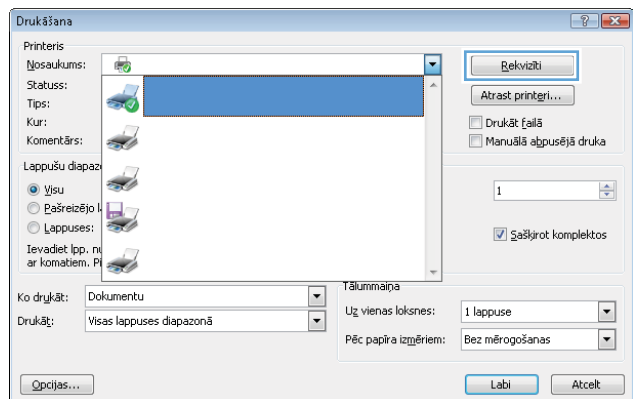 Drukāšana
Printeris
Nosaukums:
Rekvizīti
Statuss:
Tips:
Atrast printeri...
Kur:
Drukāt failā
Komentārs:
Manuālā abpusējā druka
Lappušu diapaz
Visu
1
Pašreizējo l
Lappuses:
Sašķirot komplektos
Ievadiet lpp. nu
ar komatiem. Pi
Tālummaiņa
Ko drukāt:
Dokumentu
Uz vienas loksnes:
1 lappuse
Drukāt:
Visas lappuses diapazonā
Pēc papīra izmēriem:
Bez mērogošanas
Opcijas...
Labi
Atcelt